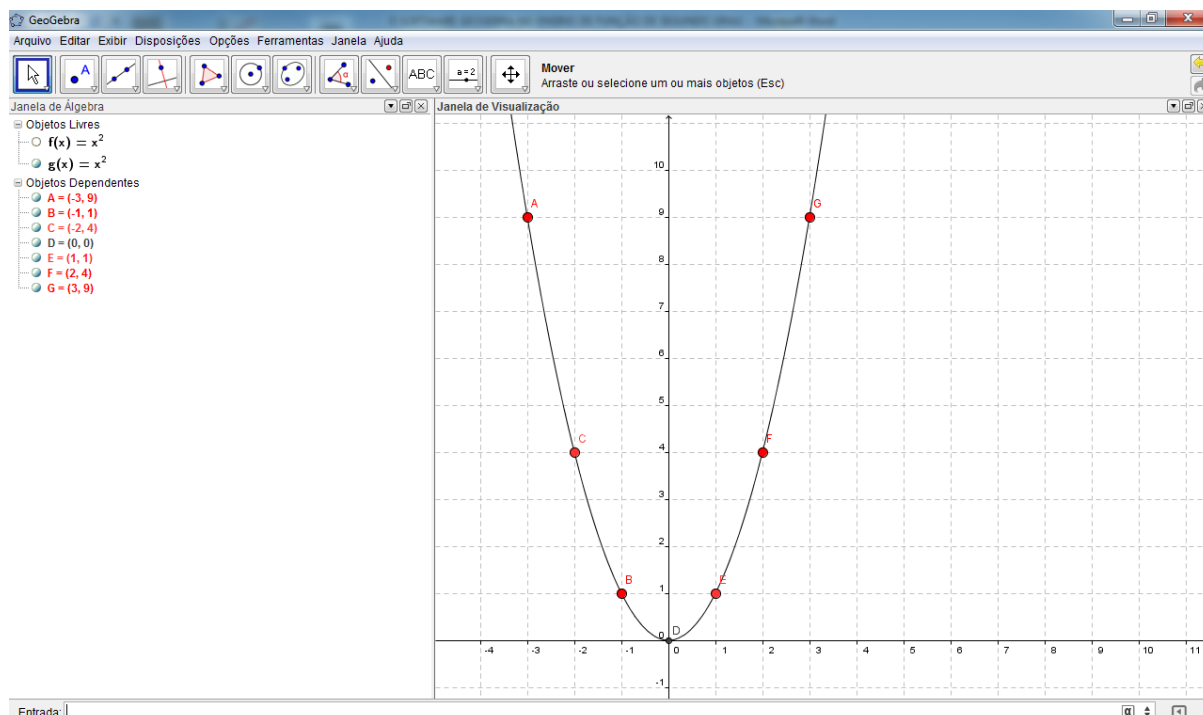 GeoGebra
Arquivo Editar Exibir Disposições Opções Ferramentas Janela Ajuda
A
α
ABC
a=2
Mover
Arraste ou selecione um ou mais objetos (Esc)
Janela de Álgebra
Objetos Livres
f(x) = x²
g(x) = x²
Objetos Dependentes
A = (-3, 9)
B = (-1, 1)
C = (-2, 4)
D = (0, 0)
E = (1, 1)
F = (2, 4)
G = (3, 9)
Janela de Visualização
10
A
G
9
8
7
6
5
C
F
4
3
2
B
E
1
D
0
-4 -3 -2 -1 0 1 2 3 4 5 6 7 8 9 10 11
-1
Entrada:
α